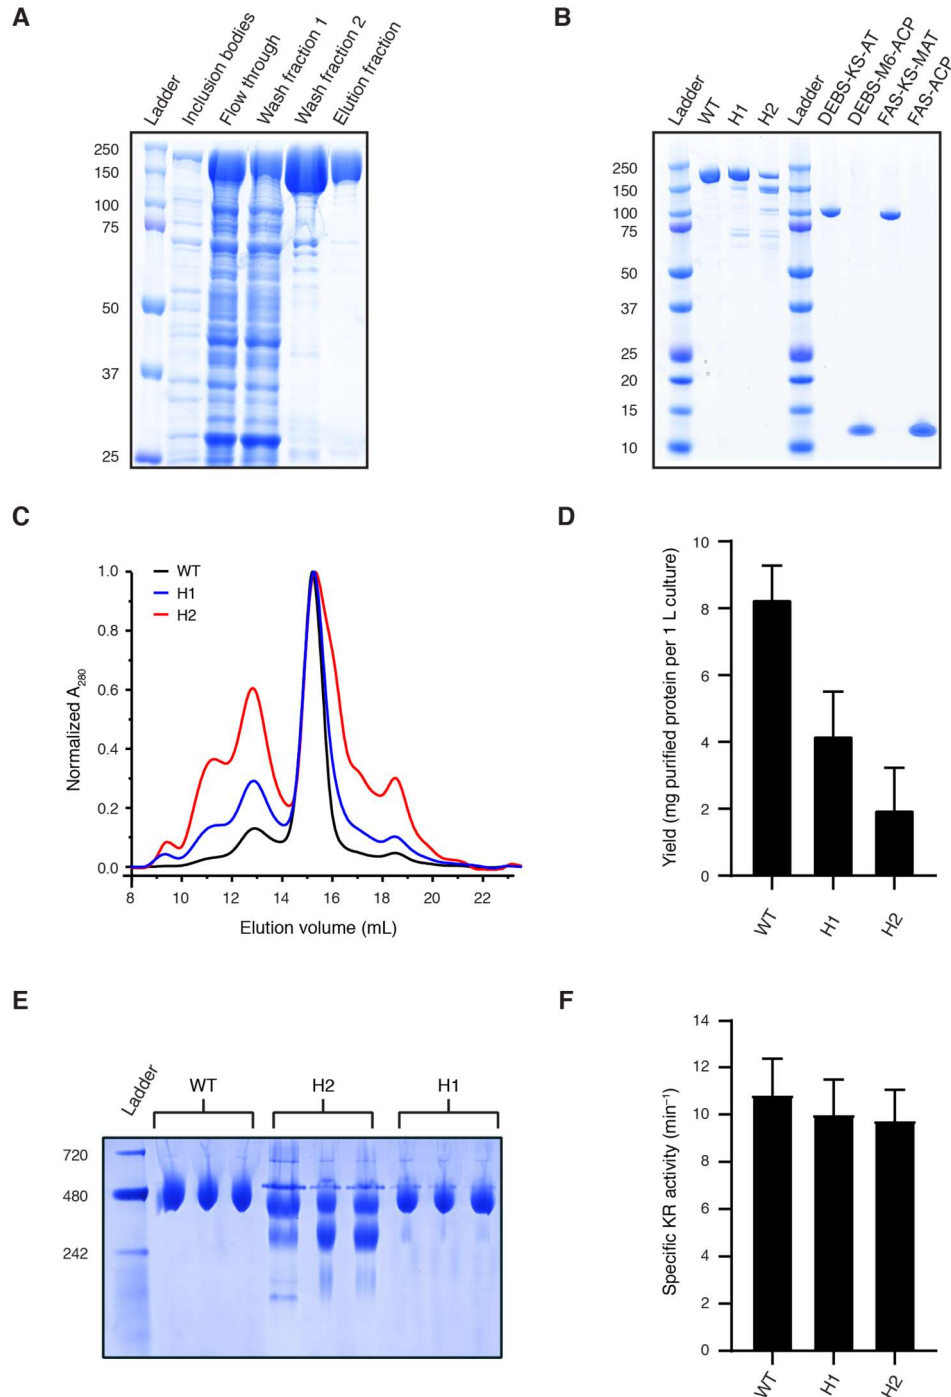 A
Ladder
Inclusion bodies
Flow through
Wash fraction 1
Wash fraction 2
Elution fraction
250
150
100
75
50
37
25
B
Ladder
WT
H1
H2
Ladder
DEBS-KS-AT
DEBS-M6-ACP
FAS-KS-MAT
FAS-ACP
250
150
100
75
50
37
25
20
15
10
C
WT
H1
H2
Normalized A280
1.0
0.8
0.6
0.4
0.2
0.0
8 10 12 14 16 18 20 22
Elution volume (mL)
D
Yield (mg purified protein per 1 L culture)
10
8
6
4
2
0
WT H1 H2
E
Ladder
WT
H2
H1
720
480
242
F
Specific KR activity (min⁻¹)
14
12
10
8
6
4
2
0
WT H1 H2